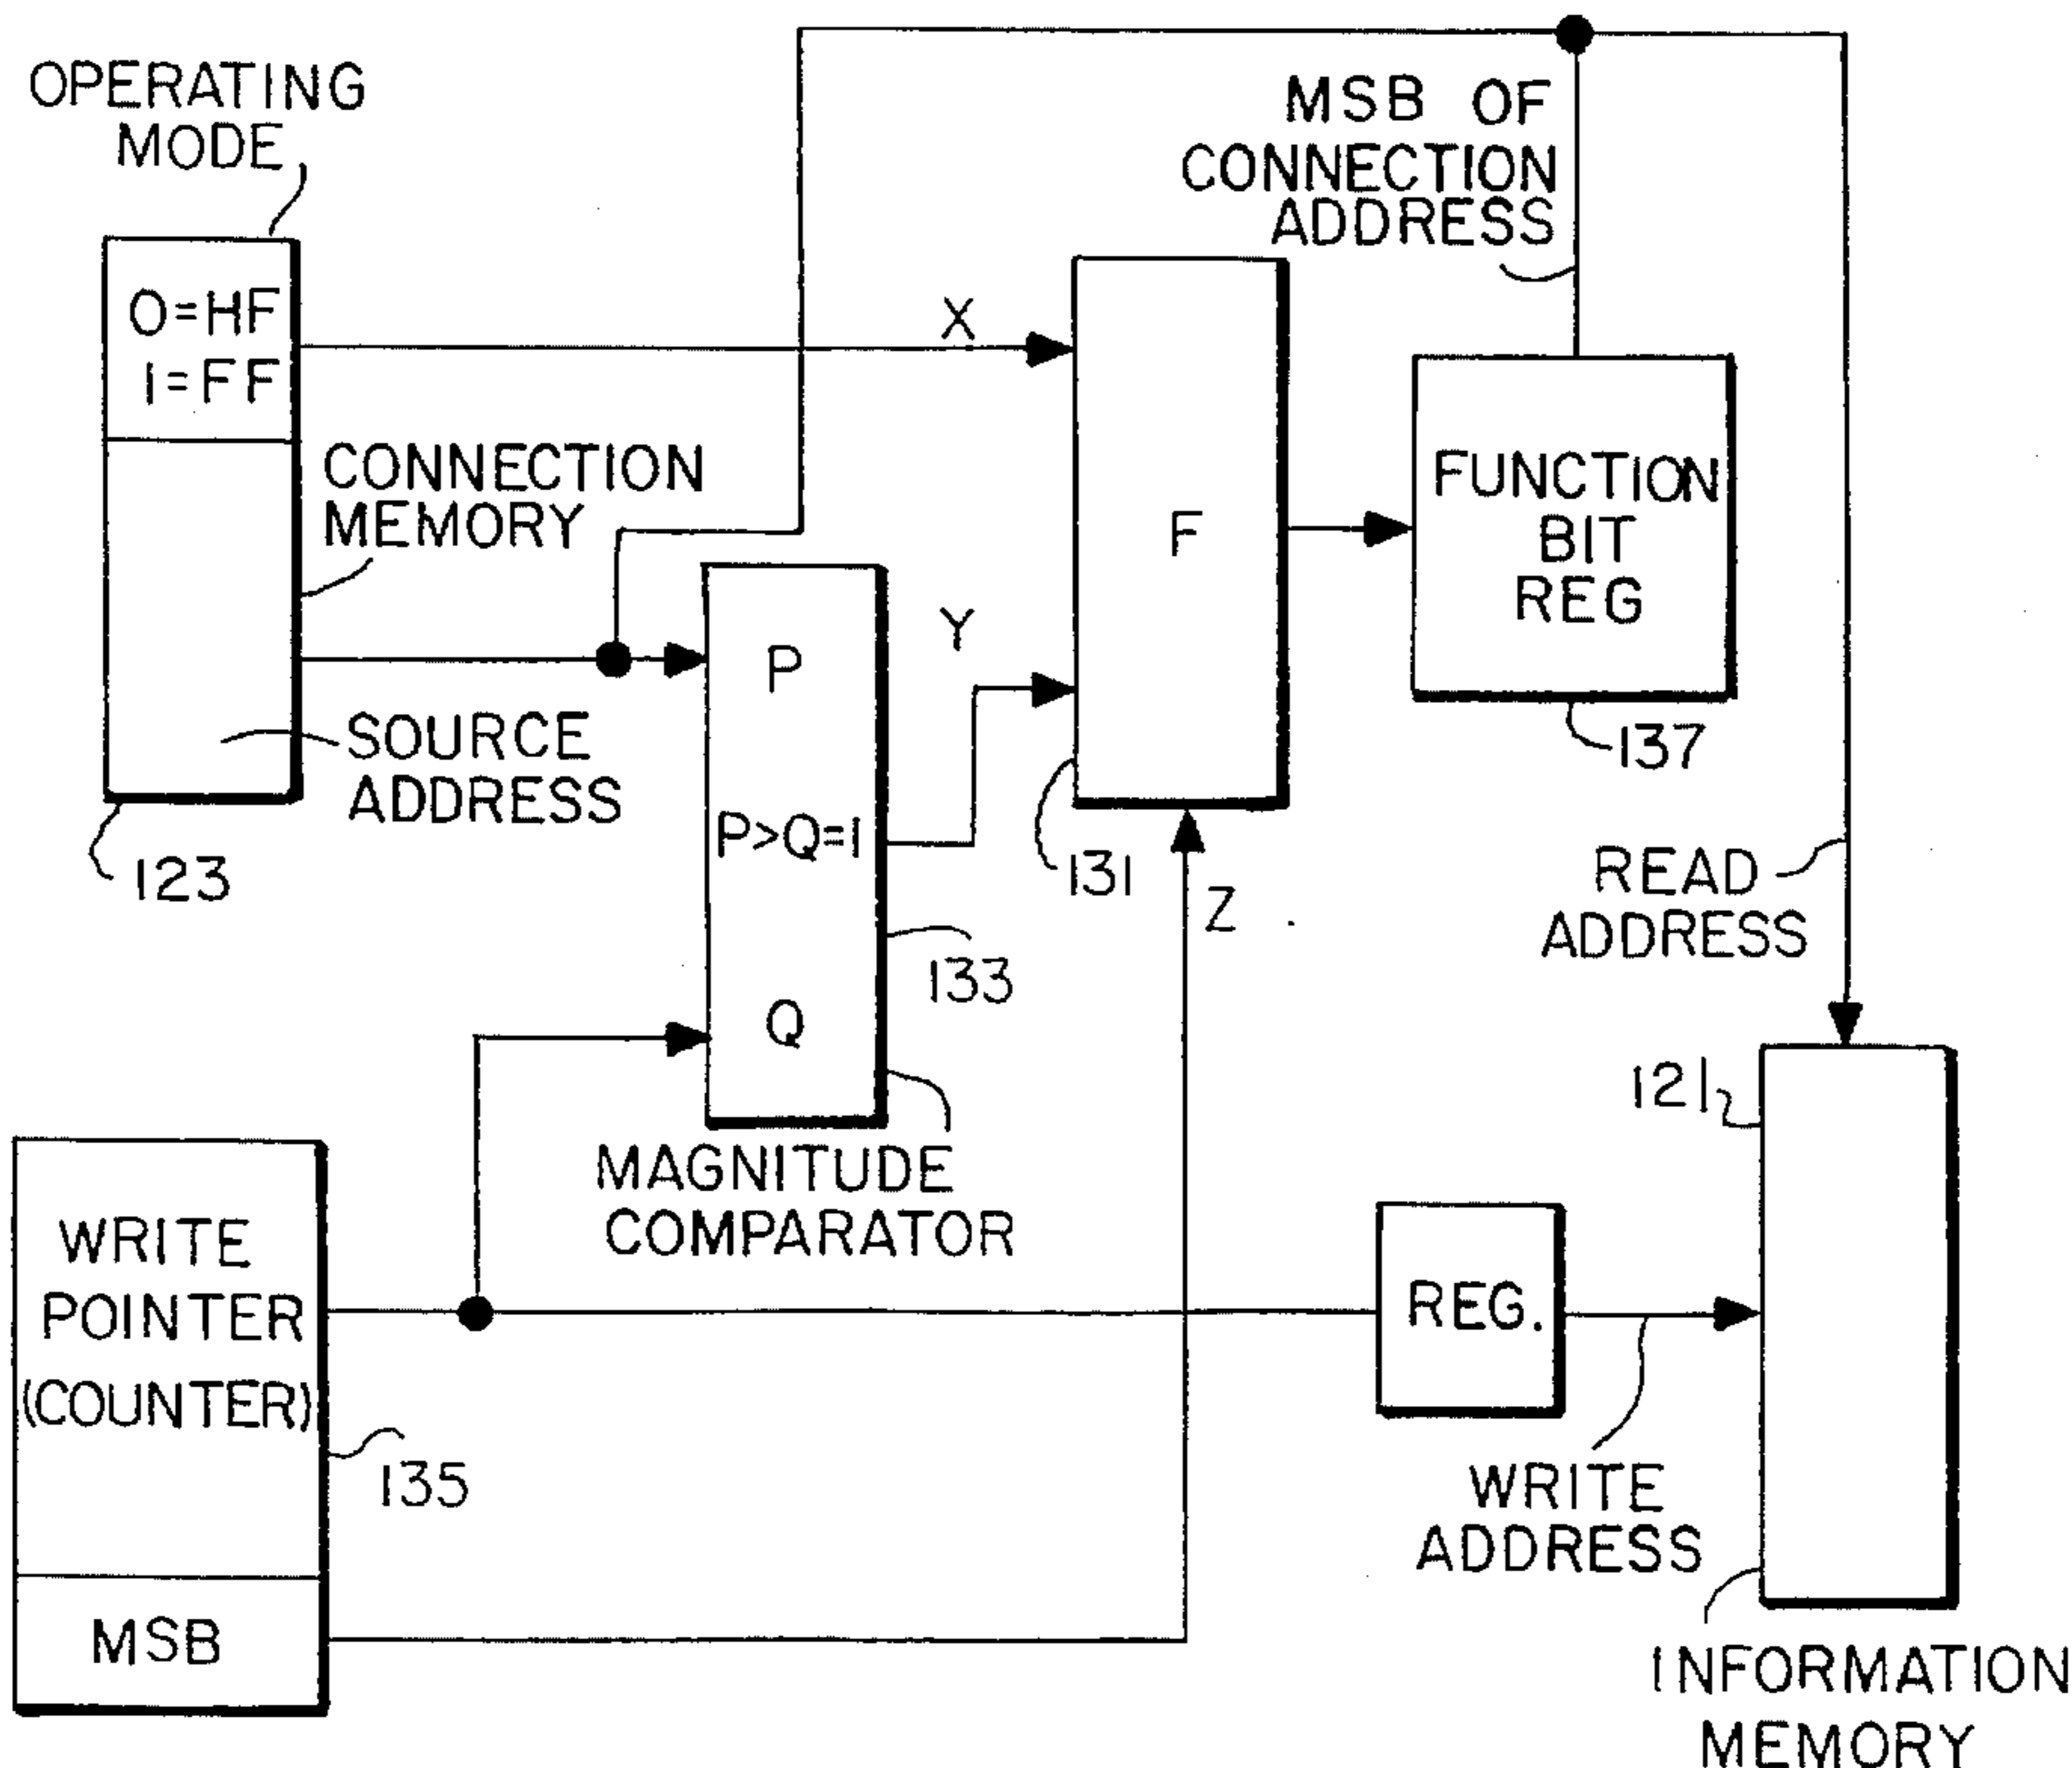 OPERATING
MODE
MSB OF
CONNECTION
ADDRESS
0=HF
1=FF
X
CONNECTION
MEMORY
F
FUNCTION
BIT
REG
Y
P
137
SOURCE
ADDRESS
P>Q=1
131
123
READ
ADDRESS
Z
133
Q
121
MAGNITUDE
COMPARATOR
WRITE
POINTER
(COUNTER)
REG.
135
WRITE
ADDRESS
MSB
INFORMATION
MEMORY